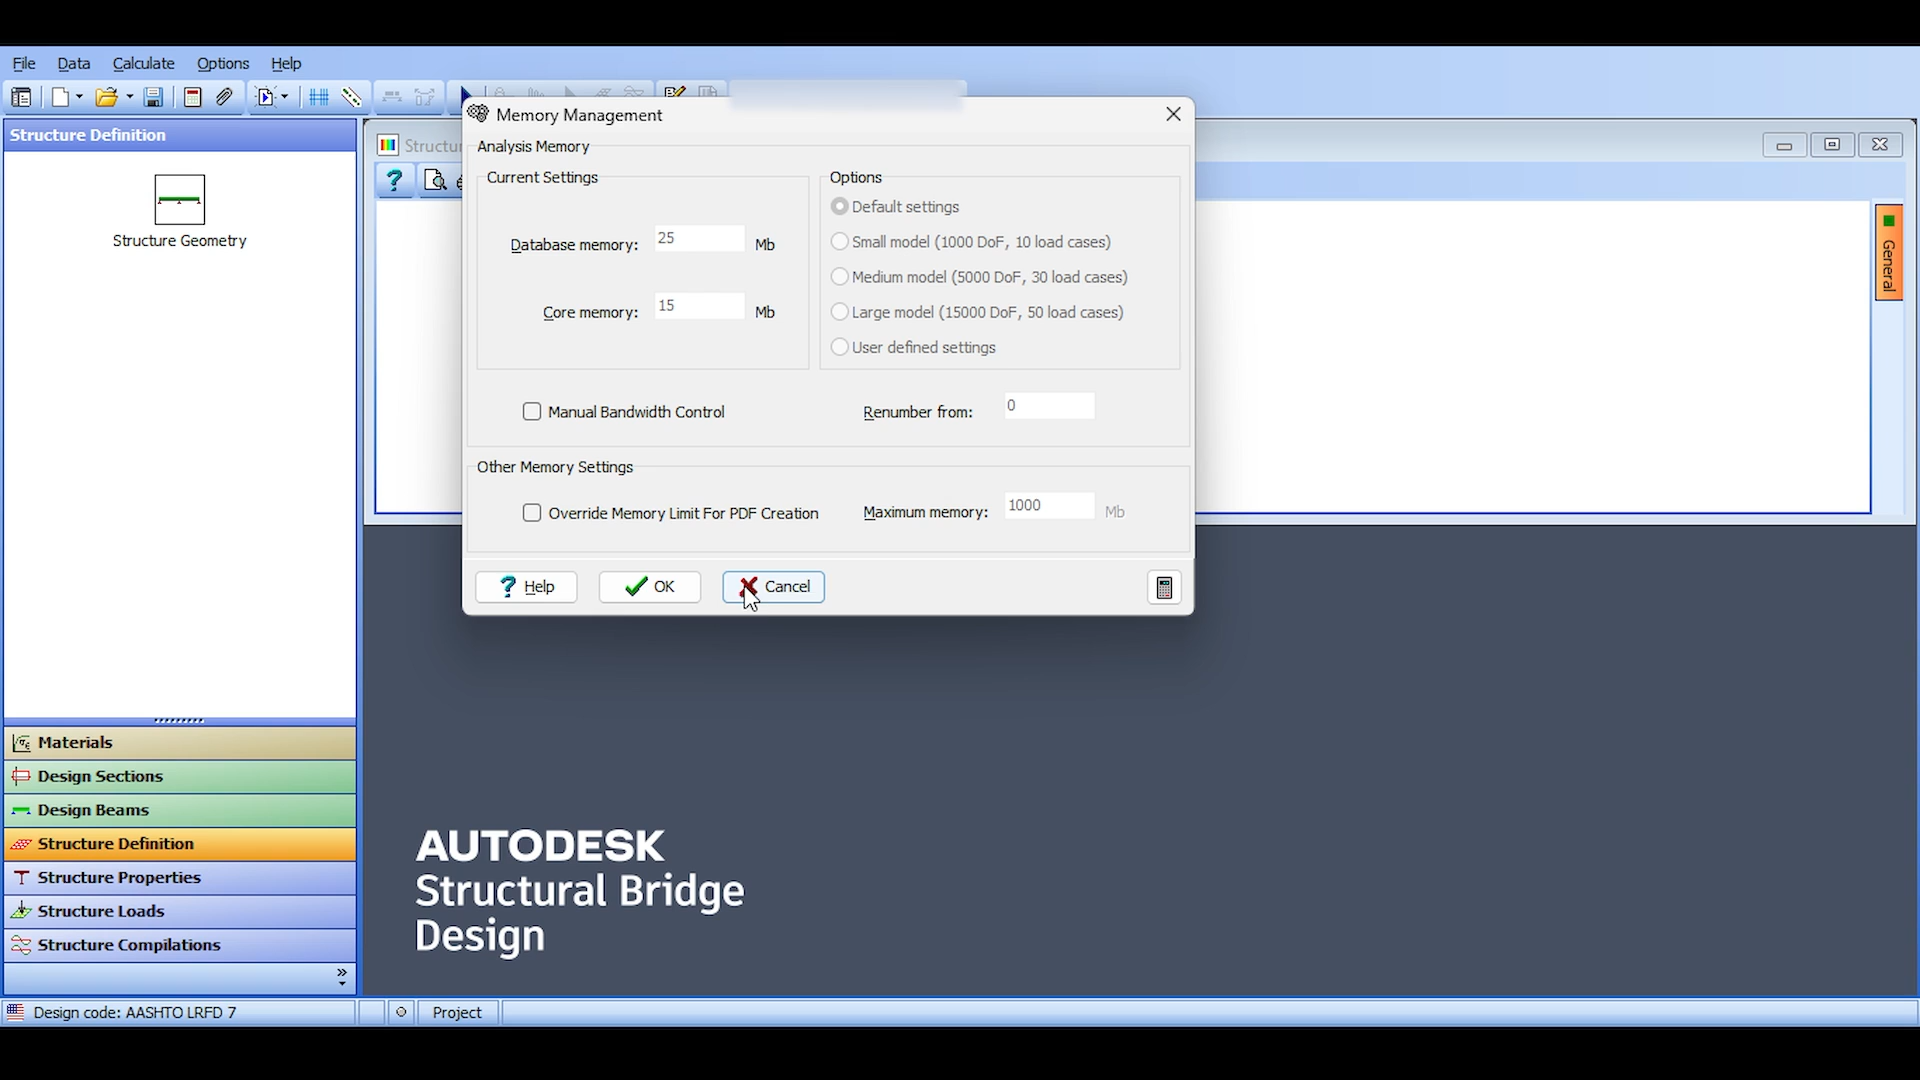 File Data Calculate Options Help
Structure Definition
Structure Geometry
Materials
Design Sections
Design Beams
Structure Definition
Structure Properties
Structure Loads
Structure Compilations
Memory Management
Analysis Memory
Current Settings
Database memory: 25 Mb
Core memory: 15 Mb
Options
Default settings
Small model (1000 DoF, 10 load cases)
Medium model (5000 DoF, 30 load cases)
Large model (15000 DoF, 50 load cases)
User defined settings
Manual Bandwidth Control Renumber from: 0
Other Memory Settings
Override Memory Limit For PDF Creation Maximum memory: 1000 Mb
? Help OK Cancel
General
AUTODESK
Structural Bridge
Design
Design code: AASHTO LRFD 7 Project